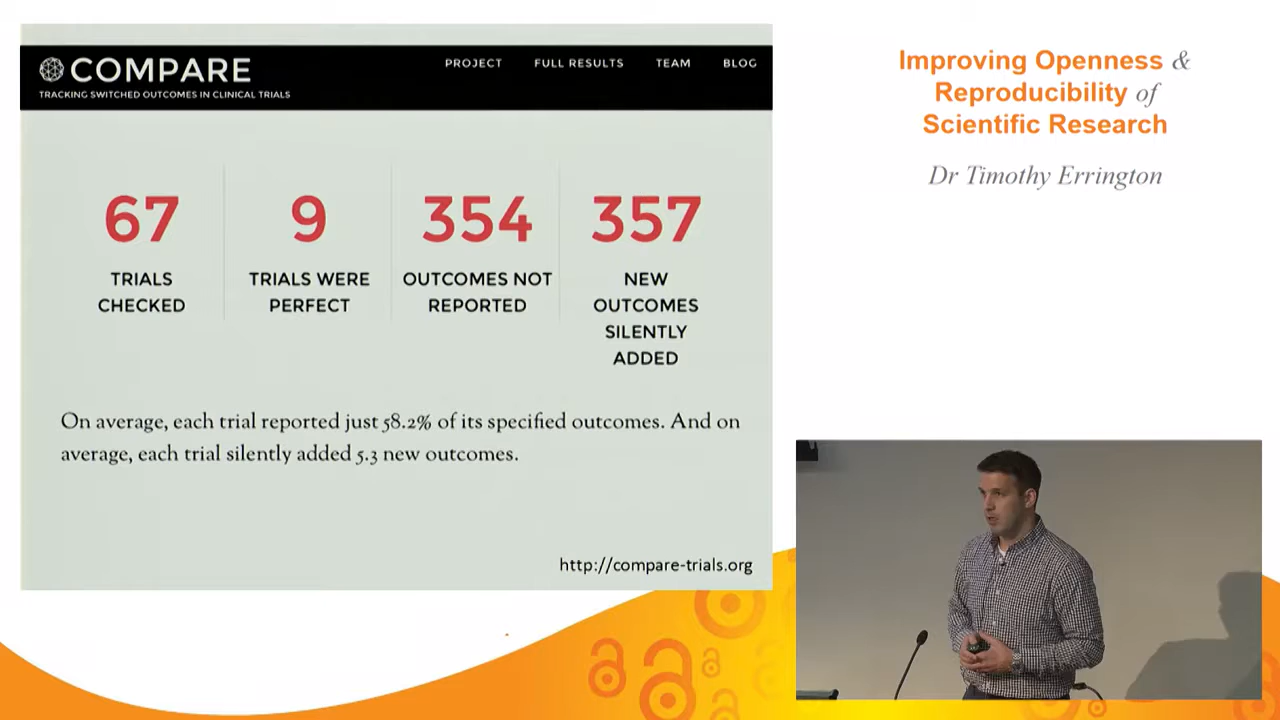 COMPARE
TRACKING SWITCHED OUTCOMES IN CLINICAL TRIALS
PROJECT FULL RESULTS TEAM BLOG
67
TRIALS
CHECKED
9
TRIALS WERE
PERFECT
354
OUTCOMES NOT
REPORTED
357
NEW
OUTCOMES
SILENTLY
ADDED
On average, each trial reported just 58.2% of its specified outcomes. And on
average, each trial silently added 5.3 new outcomes.
http://compare-trials.org
Improving Openness &
Reproducibility of
Scientific Research
Dr Timothy Errington